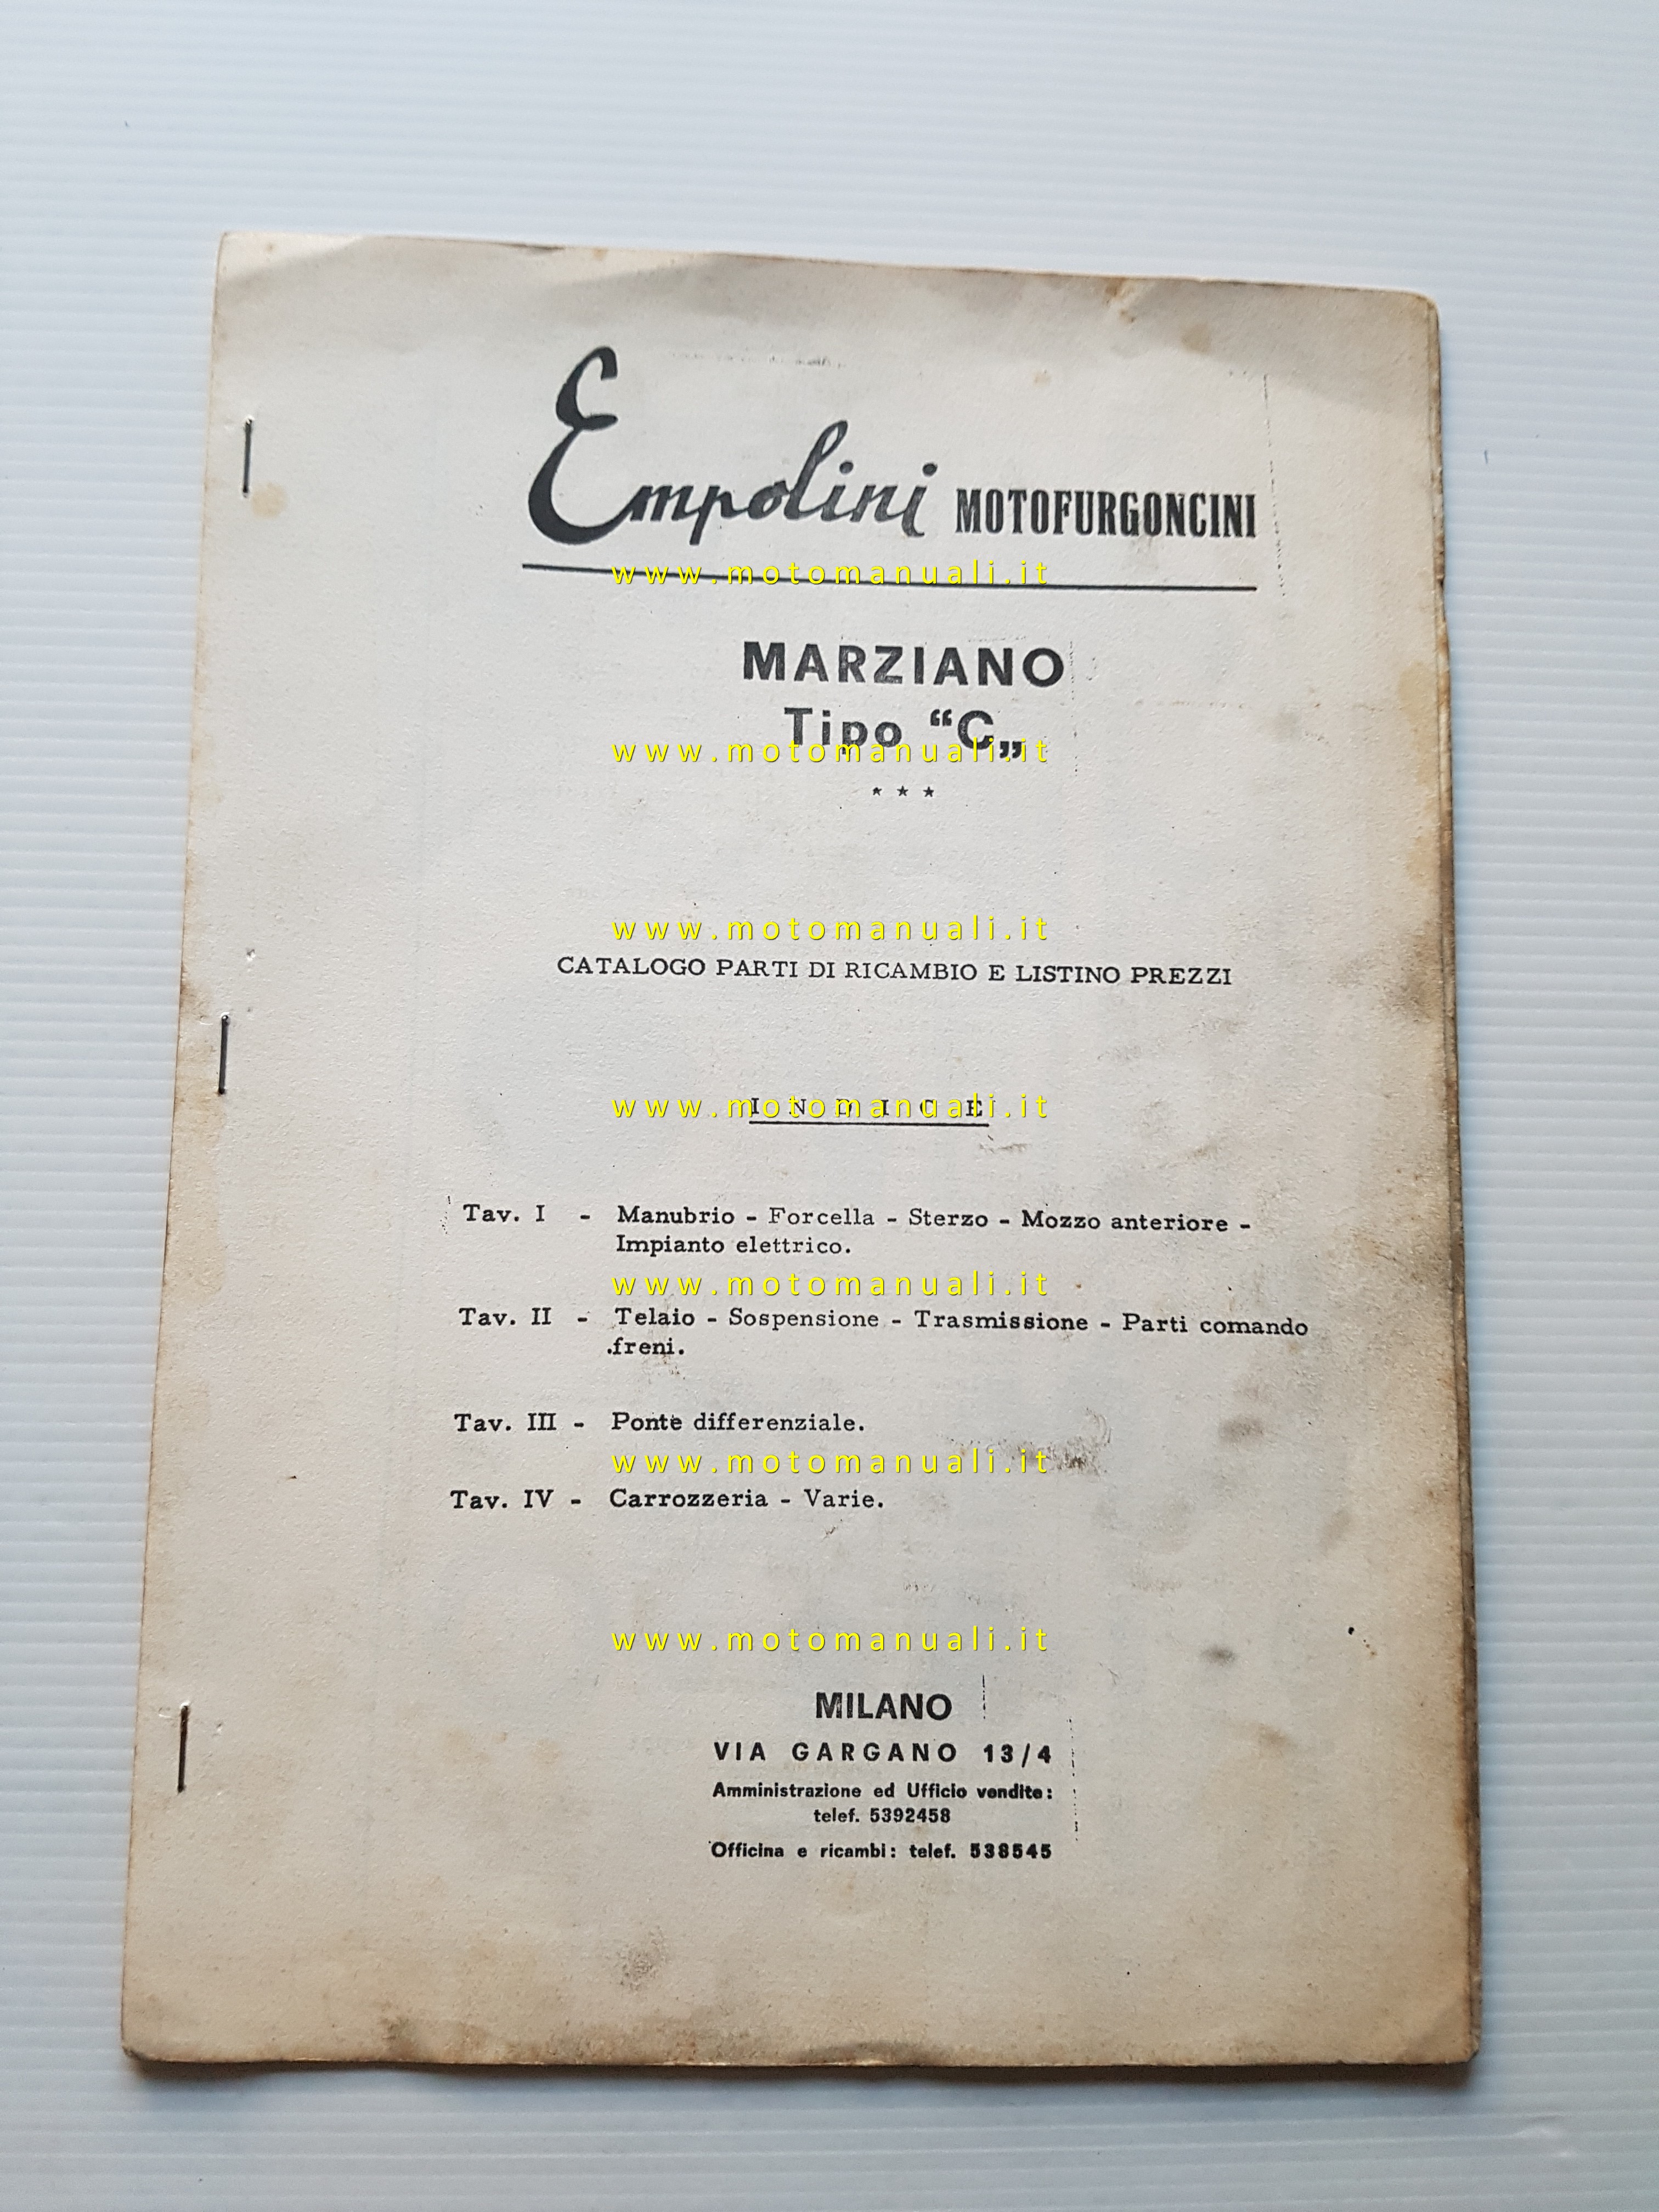 Empolini MOTOFURGONCINI
www.motomanuali.it
MARZIANO
Tipo “C„
www.motomanuali.it
* * *
www.motomanuali.it
CATALOGO PARTI DI RICAMBIO E LISTINO PREZZI
I N D I C E
www.motomanuali.it
Tav. I - Manubrio - Forcella - Sterzo - Mozzo anteriore -
Impianto elettrico.
www.motomanuali.it
Tav. II - Telaio - Sospensione - Trasmissione - Parti comando
.freni.
Tav. III - Ponte differenziale.
www.motomanuali.it
Tav. IV - Carrozzeria - Varie.
www.motomanuali.it
MILANO
VIA GARGANO 13/4
Amministrazione ed Ufficio vendite:
telef. 5392458
Officina e ricambi: telef. 538545